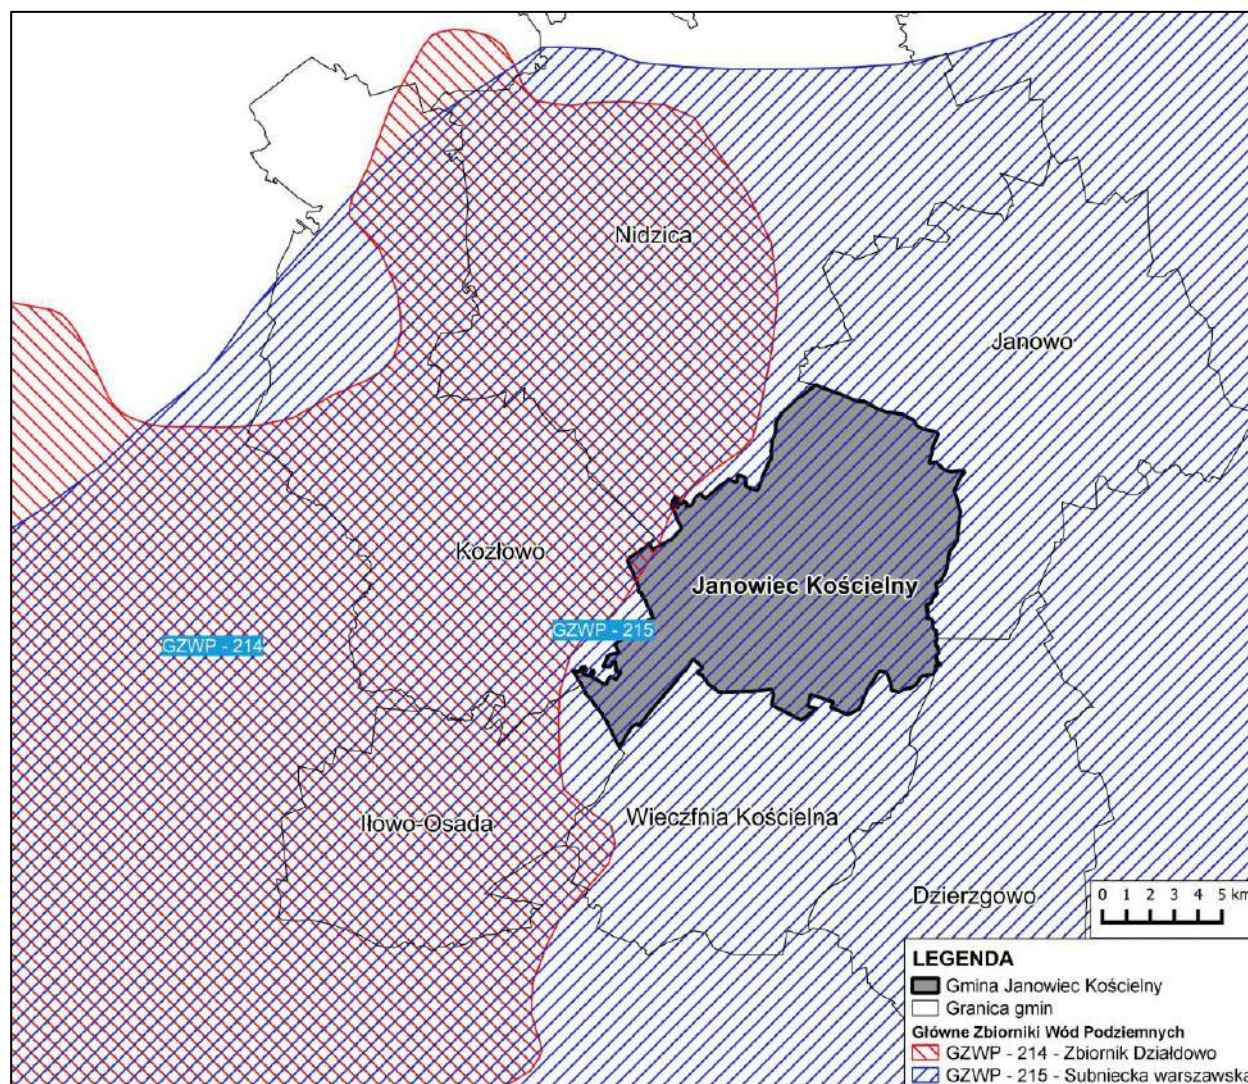 Nidzica
Janowo
Kozłowo
Janowiec Kościelny
GZWP - 215
GZWP - 214
Wieczfnia Kościelna
Iłowo-Osada
Dzierzgowo
0 1 2 3 4 5 km
LEGENDA
Gmina Janowiec Kościelny
Granica gmin
Główne Zbiorniki Wód Podziemnych
GZWP - 214 - Zbiornik Działdowo
GZWP - 215 - Subniecka warszawska